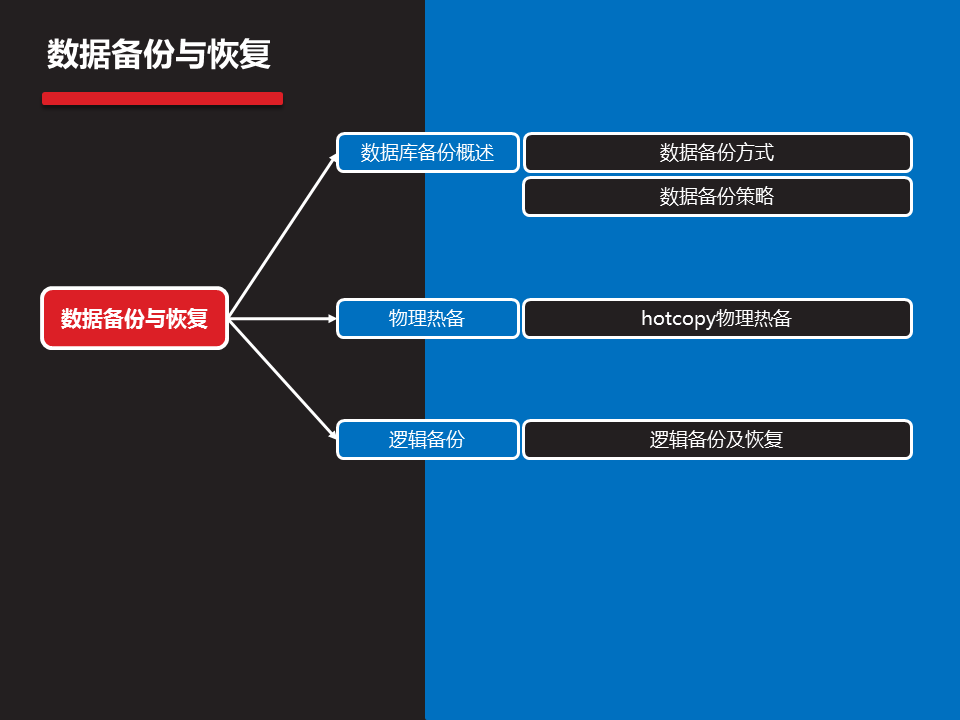 数据备份与恢复
数据库备份概述
数据备份方式
数据备份策略
数据备份与恢复
物理热备
hotcopy物理热备
逻辑备份
逻辑备份及恢复